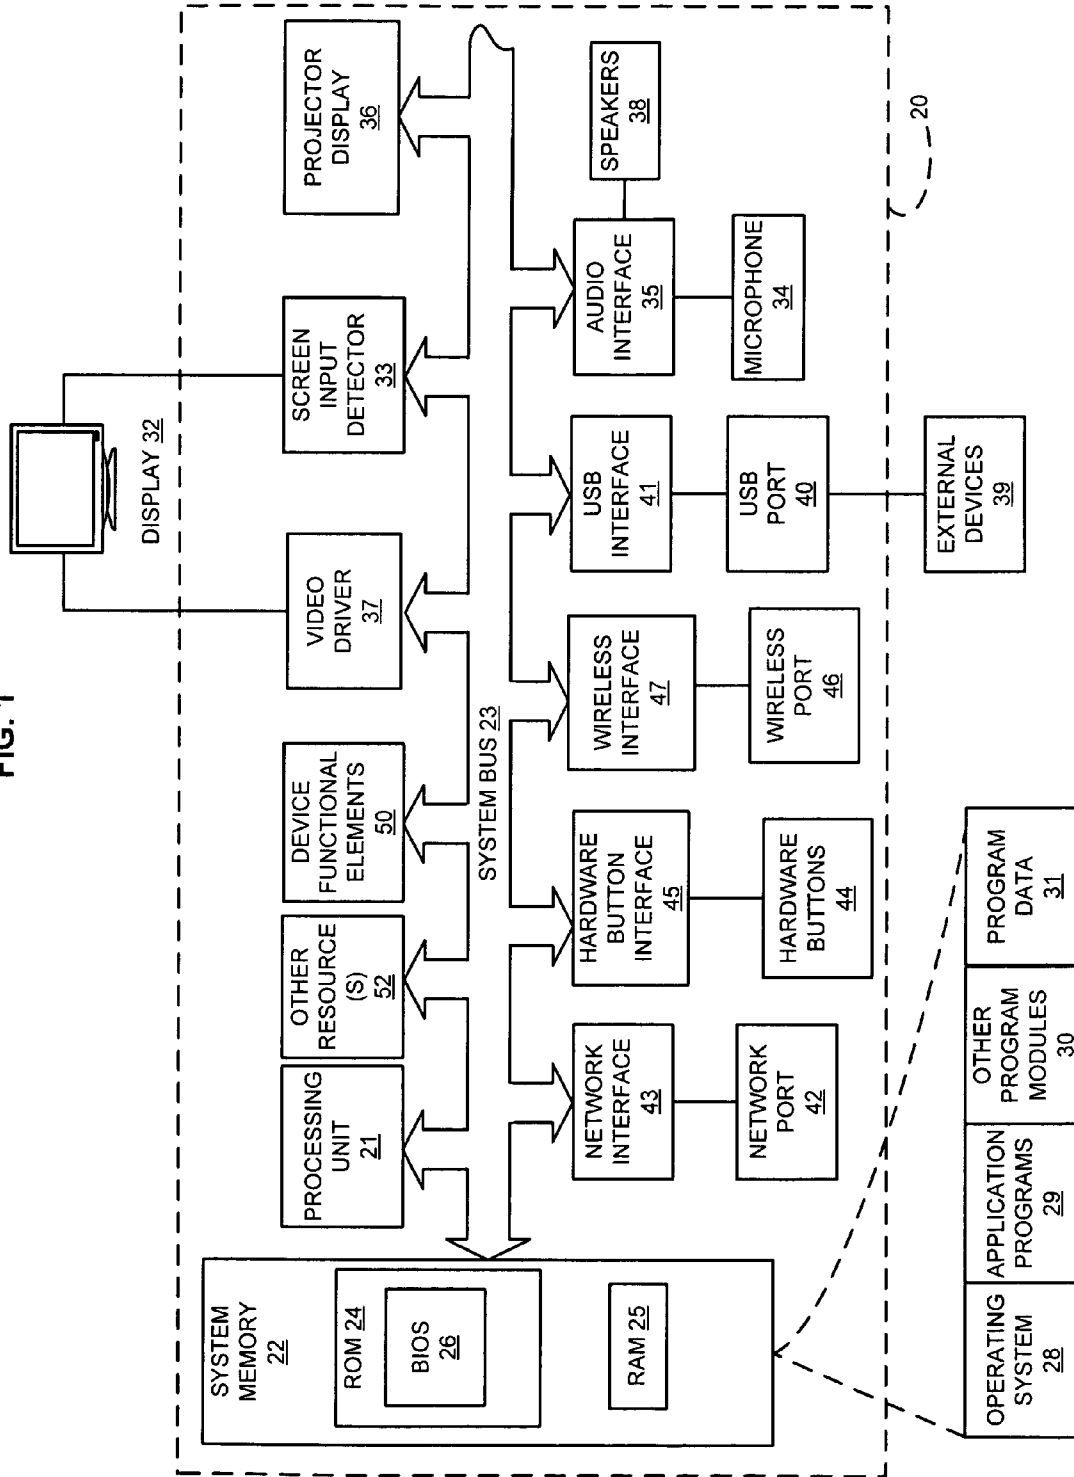 FIG. 1
DISPLAY 32
SYSTEM
MEMORY
22
ROM 24
BIOS
26
RAM 25
PROCESSING
UNIT
21
OTHER
RESOURCE
(S)
52
DEVICE
FUNCTIONAL
ELEMENTS
50
VIDEO
DRIVER
37
SCREEN
INPUT
DETECTOR
33
PROJECTOR
DISPLAY
36
SYSTEM BUS 23
NETWORK
INTERFACE
43
HARDWARE
BUTTON
INTERFACE
45
WIRELESS
INTERFACE
47
USB
INTERFACE
41
AUDIO
INTERFACE
35
SPEAKERS
38
NETWORK
PORT
42
HARDWARE
BUTTONS
44
WIRELESS
PORT
46
USB
PORT
40
MICROPHONE
34
20
EXTERNAL
DEVICES
39
OPERATING
SYSTEM
28
APPLICATION
PROGRAMS
29
OTHER
PROGRAM
MODULES
30
PROGRAM
DATA
31